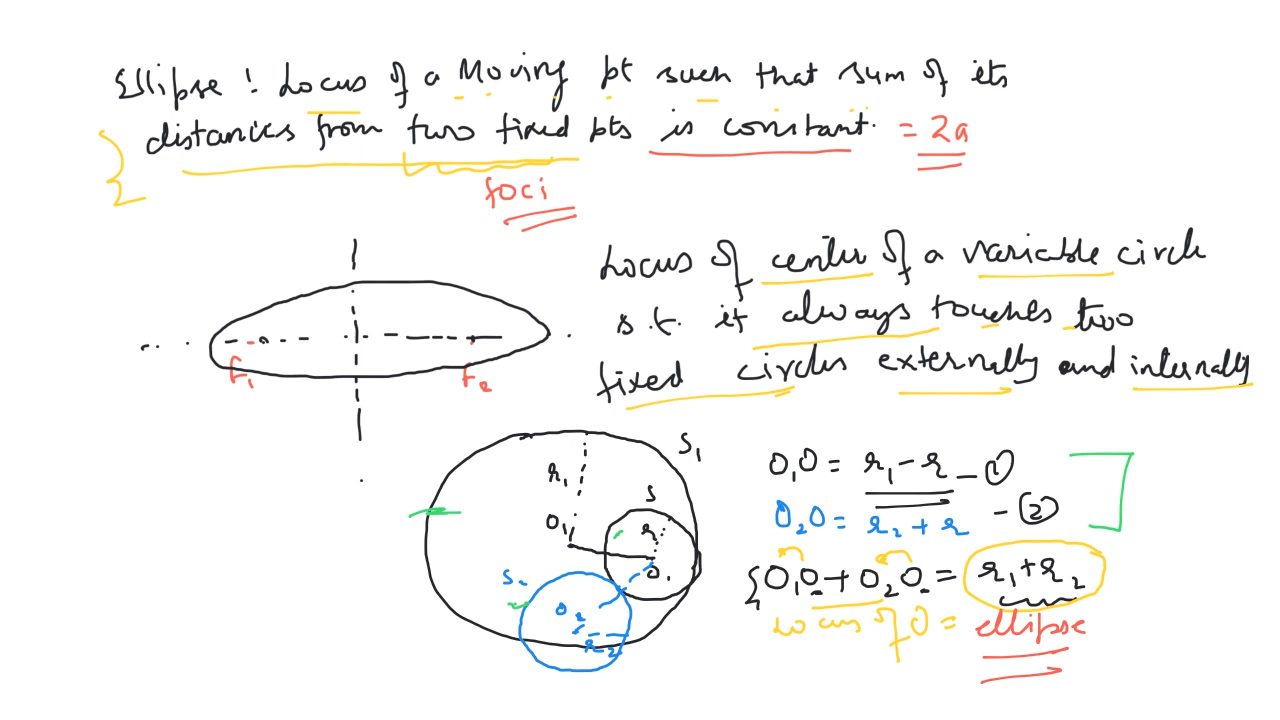 Ellipse : Locus of a Moving pt such that sum of its
distances from two fixed pts is constant. = 2a
foci
Locus of center of a variable circle
s.t. it always touches two
fixed circles externally and internally
F₁
F₂
S₁
r₁
O₁
S
r
O
S₂
O₂
r₂
O₁O = r₁ - r - ①
O₂O = r₂ + r - ②
{O₁O + O₂O = r₁ + r₂
Locus of O = ellipse